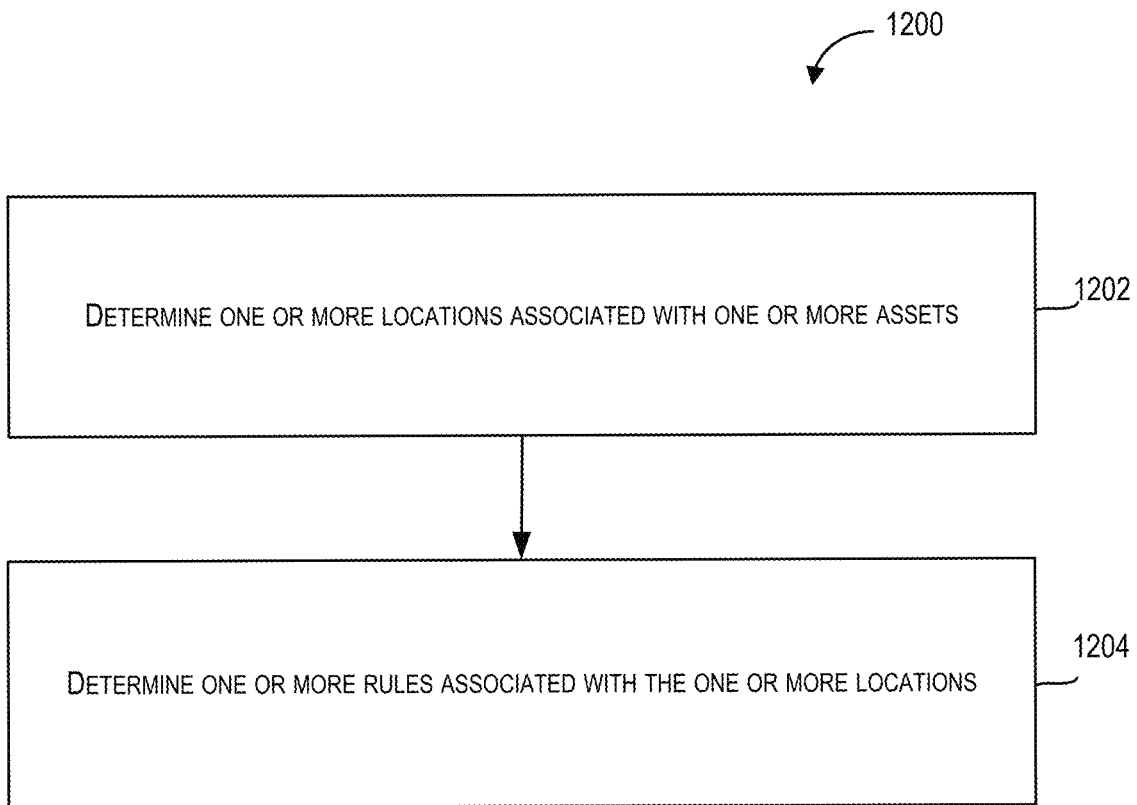 1200
DETERMINE ONE OR MORE LOCATIONS ASSOCIATED WITH ONE OR MORE ASSETS
1202
DETERMINE ONE OR MORE RULES ASSOCIATED WITH THE ONE OR MORE LOCATIONS
1204